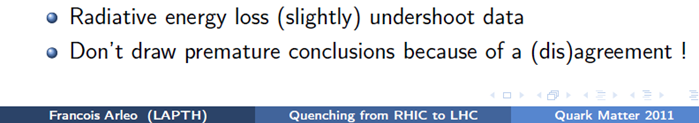 Radiative energy loss (slightly) undershoot data
Don't draw premature conclusions because of a (dis)agreement !
Francois Arleo (LAPTH) Quenching from RHIC to LHC Quark Matter 2011